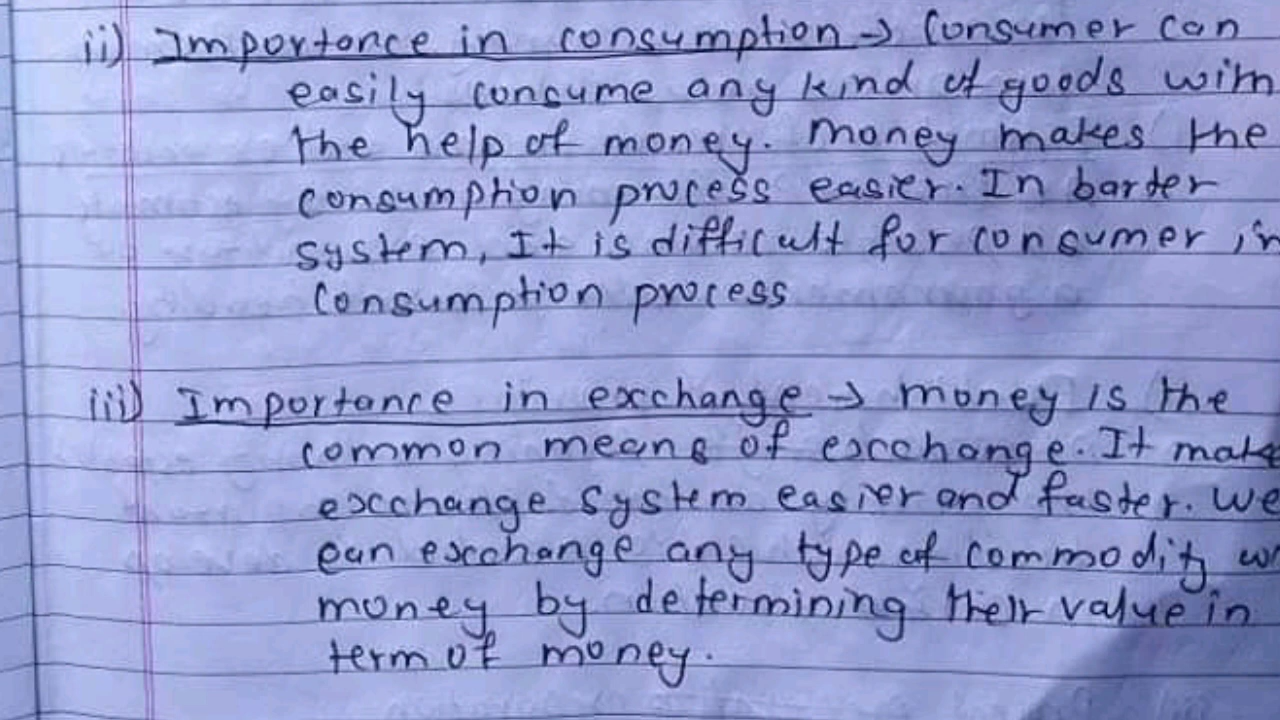 ii) Importance in consumption → Consumer can
easily consume any kind of goods with
the help of money. Money makes the
consumption process easier. In barter
system, It is difficult for consumer in
consumption process
iii) Importance in exchange → money is the
common means of exchange. It make
exchange system easier and faster. We
can exchange any type of commodity
money by determining their value in
term of money.